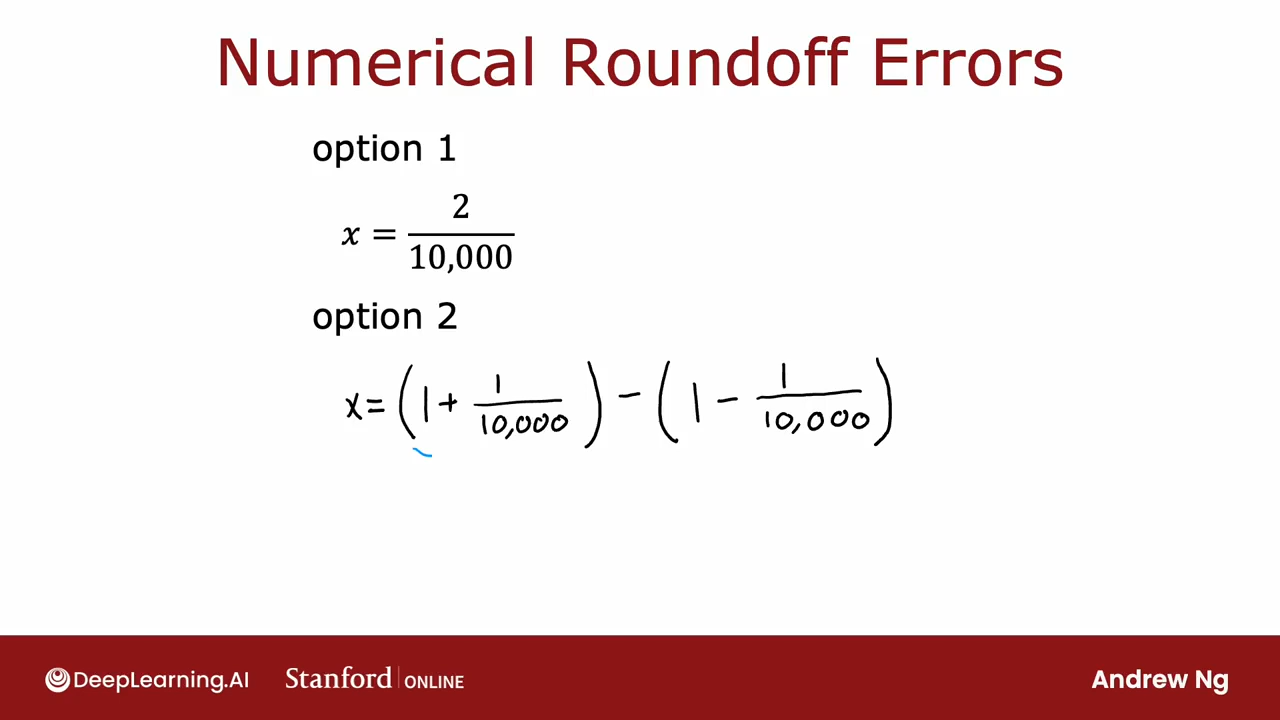 Numerical Roundoff Errors
option 1
x = 2/10,000
option 2
x = (1 + 1/10,000) - (1 - 1/10,000)
DeepLearning.AI Stanford ONLINE Andrew Ng